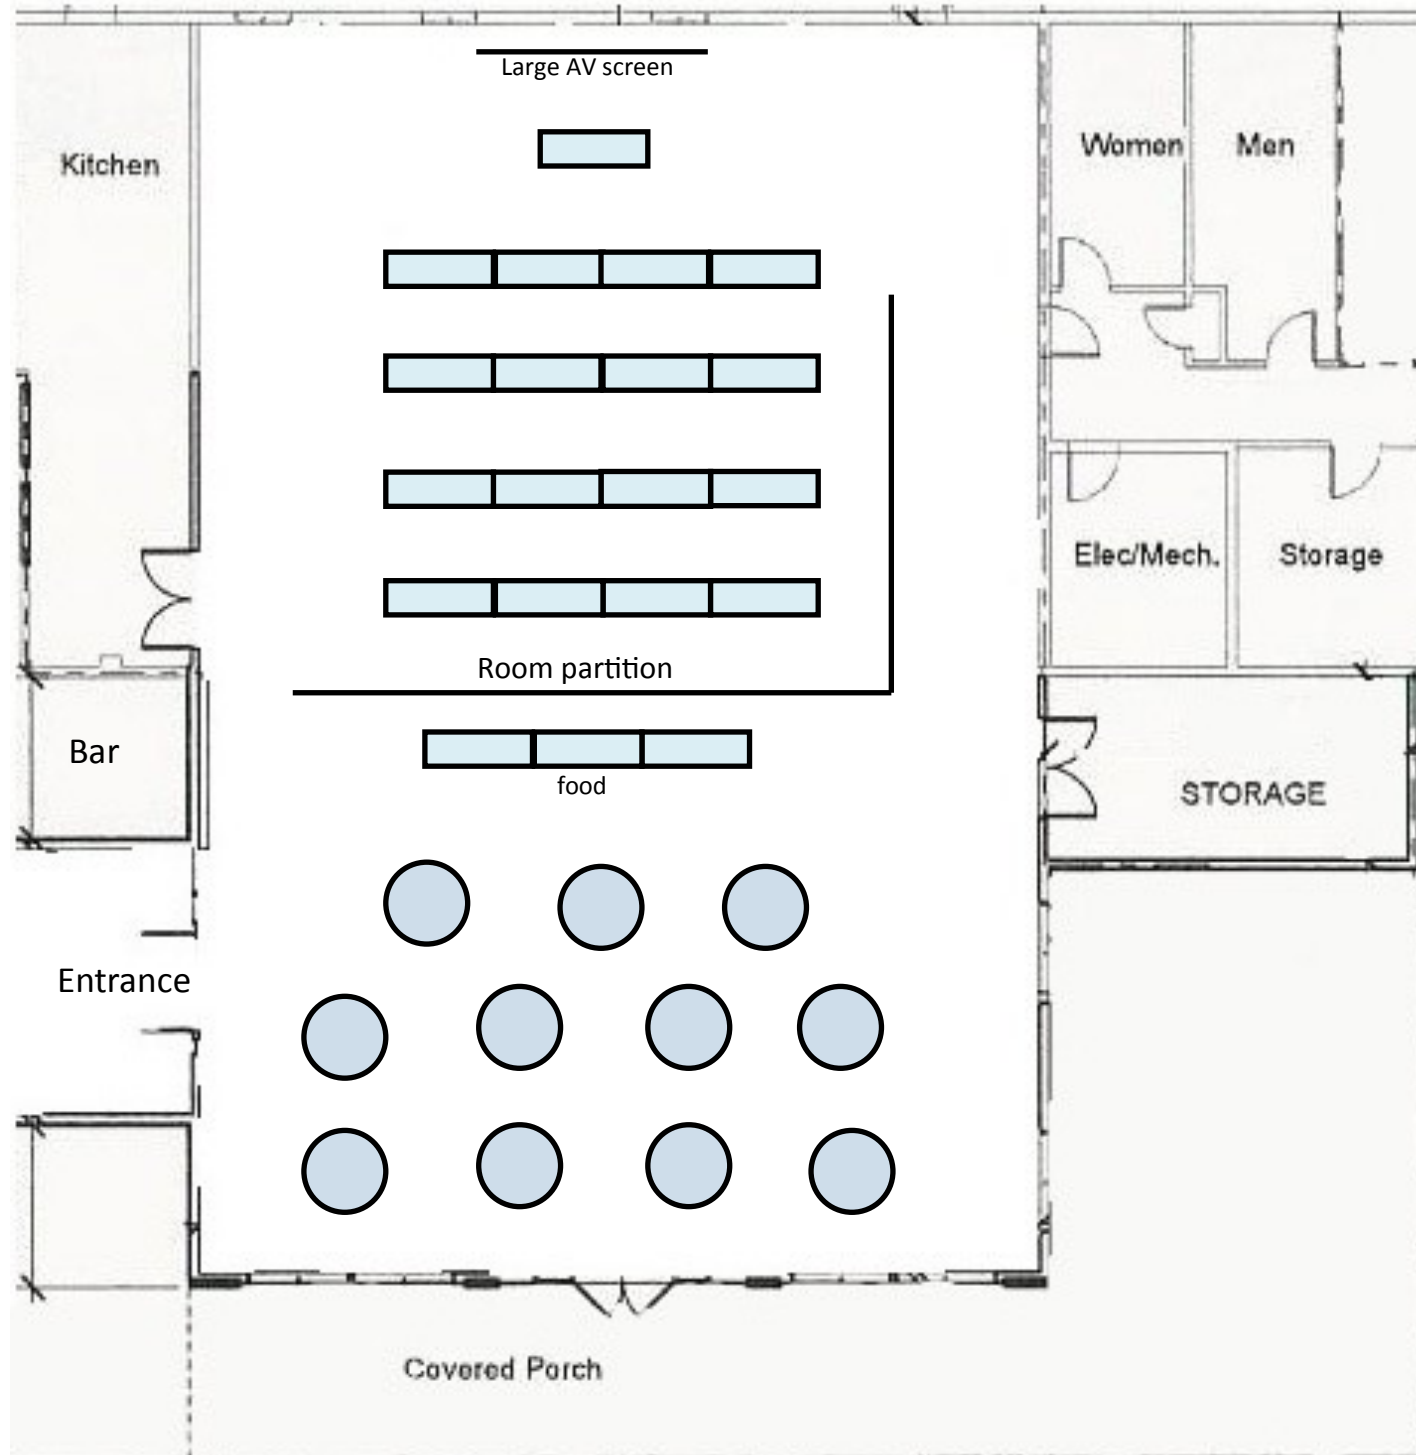 Large AV screen
Kitchen
Women
Men
Elec/Mech.
Storage
Room partition
Bar
food
STORAGE
Entrance
Covered Porch